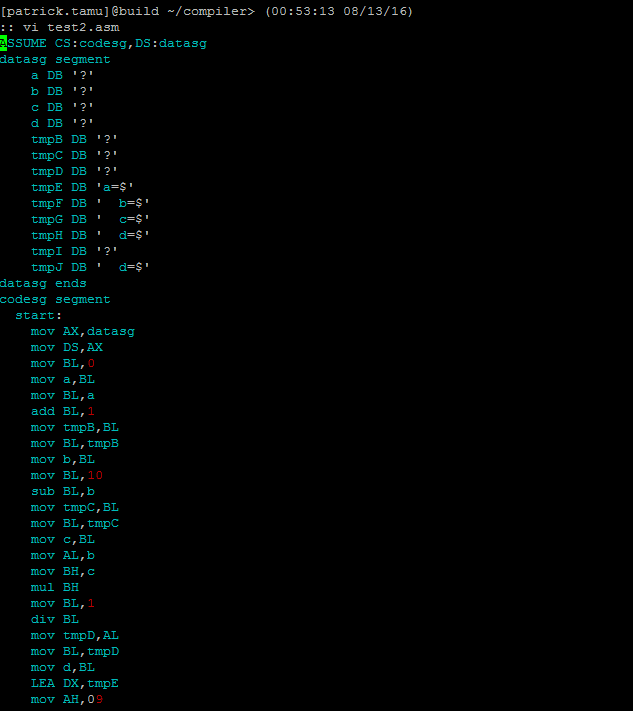 [patrick.tamu]@build ~/compiler> (00:53:13 08/13/16)
:: vi test2.asm
ASSUME CS:codesg,DS:datasg
datasg segment
    a DB '?'
    b DB '?'
    c DB '?'
    d DB '?'
    tmpB DB '?'
    tmpC DB '?'
    tmpD DB '?'
    tmpE DB 'a=$'
    tmpF DB '  b=$'
    tmpG DB '  c=$'
    tmpH DB '  d=$'
    tmpI DB '?'
    tmpJ DB '  d=$'
datasg ends
codesg segment
  start:
    mov AX,datasg
    mov DS,AX
    mov BL,0
    mov a,BL
    mov BL,a
    add BL,1
    mov tmpB,BL
    mov BL,tmpB
    mov b,BL
    mov BL,10
    sub BL,b
    mov tmpC,BL
    mov BL,tmpC
    mov c,BL
    mov AL,b
    mov BH,c
    mul BH
    mov BL,1
    div BL
    mov tmpD,AL
    mov BL,tmpD
    mov d,BL
    LEA DX,tmpE
    mov AH,09